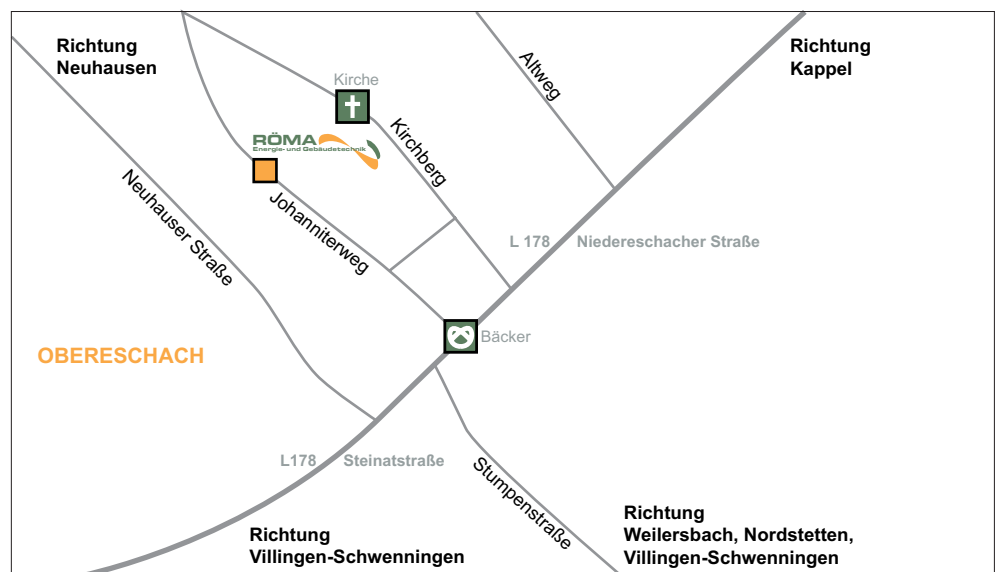 Richtung
Neuhausen
Kirche
Altweg
Richtung
Kappel
RÖMA
Energie- und Gebäudetechnik
Kirchberg
Neuhauser Straße
Johanniterweg
L 178 Niedereschacher Straße
Bäcker
OBERESCHACH
L178 Steinatstraße
Stumpenstraße
Richtung
Villingen-Schwenningen
Richtung
Weilersbach, Nordstetten,
Villingen-Schwenningen